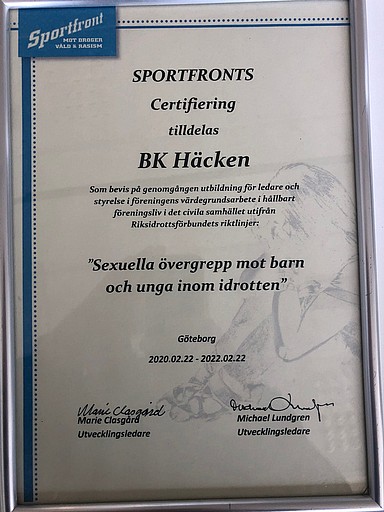 Sportfront
MOT DROGER
VÅLD & RASISM
SPORTFRONTS
Certifiering
tilldelas
BK Häcken
Som bevis på genomgången utbildning för ledare och
styrelse i föreningens värdegrundsarbete i hållbart
föreningsliv i det civila samhället utifrån
Riksidrottsförbundets riktlinjer:
”Sexuella övergrepp mot barn
och unga inom idrotten”
Göteborg
2020.02.22 - 2022.02.22
Marie Clasgård
Marie Clasgård
Utvecklingsledare
Michael Lundgren
Utvecklingsledare